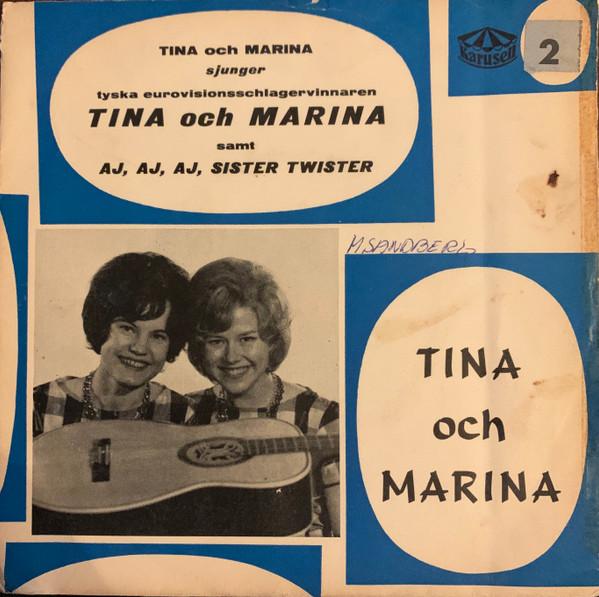 TINA och MARINA
sjunger
tyska eurovisionsschlagervinnaren
TINA och MARINA
samt
AJ, AJ, AJ, SISTER TWISTER
Karusell
2
M SANDBERG
TINA
och
MARINA